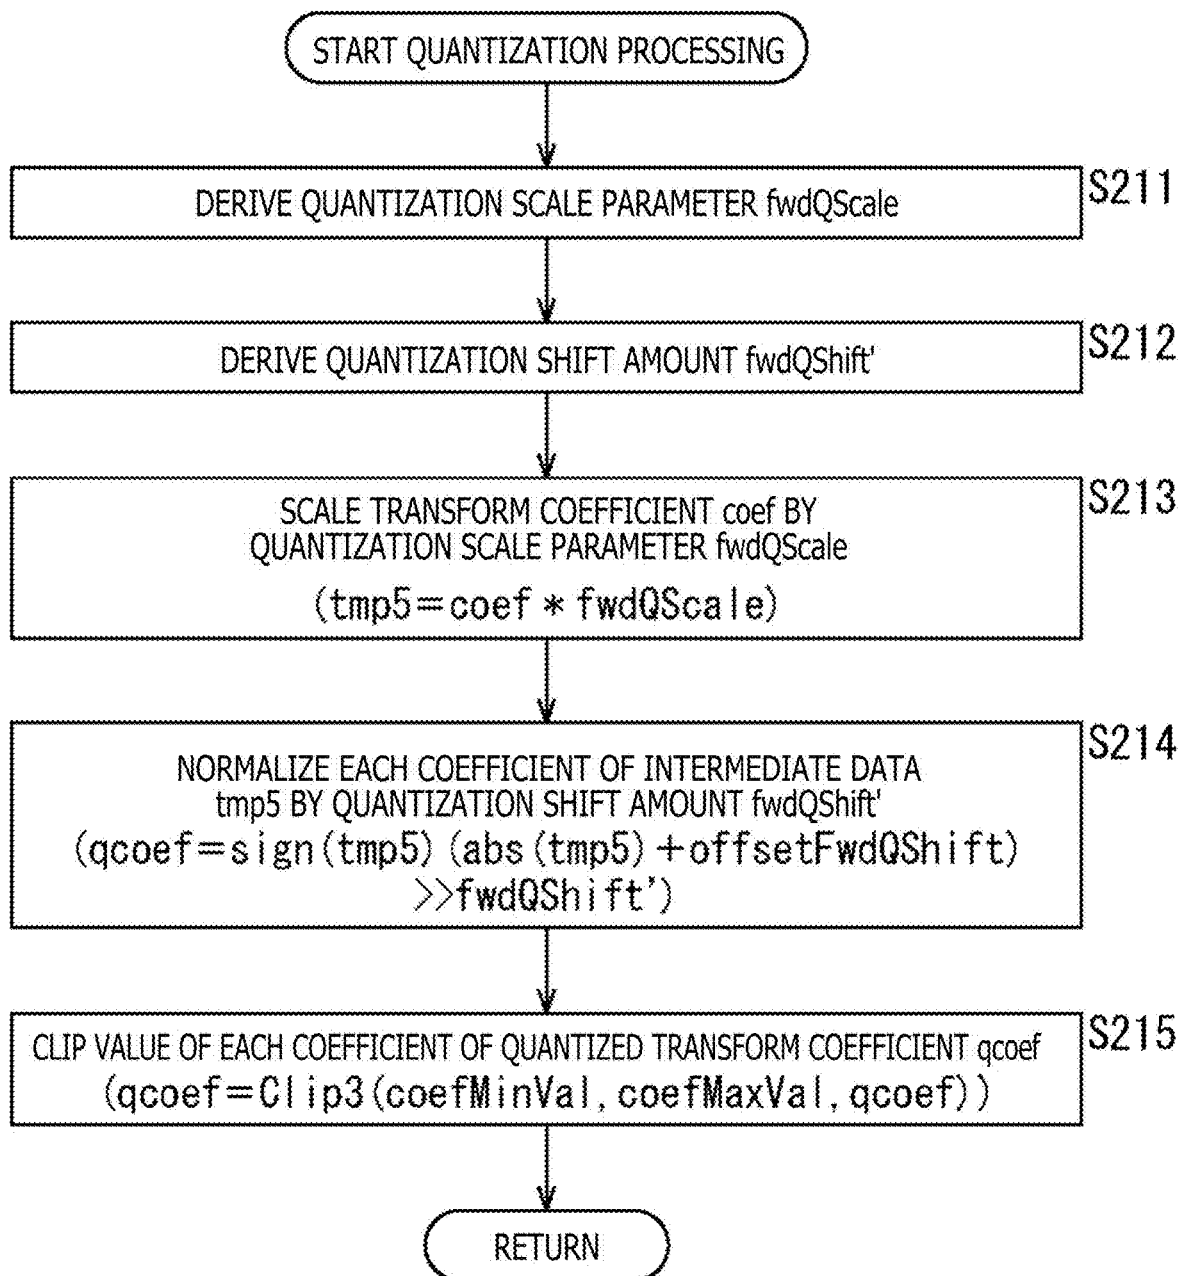 START QUANTIZATION PROCESSING
DERIVE QUANTIZATION SCALE PARAMETER fwdQScale
S211
DERIVE QUANTIZATION SHIFT AMOUNT fwdQShift'
S212
SCALE TRANSFORM COEFFICIENT coef BY
QUANTIZATION SCALE PARAMETER fwdQScale
(tmp5=coef * fwdQScale)
S213
NORMALIZE EACH COEFFICIENT OF INTERMEDIATE DATA
tmp5 BY QUANTIZATION SHIFT AMOUNT fwdQShift'
(qcoef=sign(tmp5) (abs(tmp5)+offsetFwdQShift)
>>fwdQShift')
S214
CLIP VALUE OF EACH COEFFICIENT OF QUANTIZED TRANSFORM COEFFICIENT qcoef
(qcoef=Clip3(coefMinVal, coefMaxVal, qcoef))
S215
RETURN